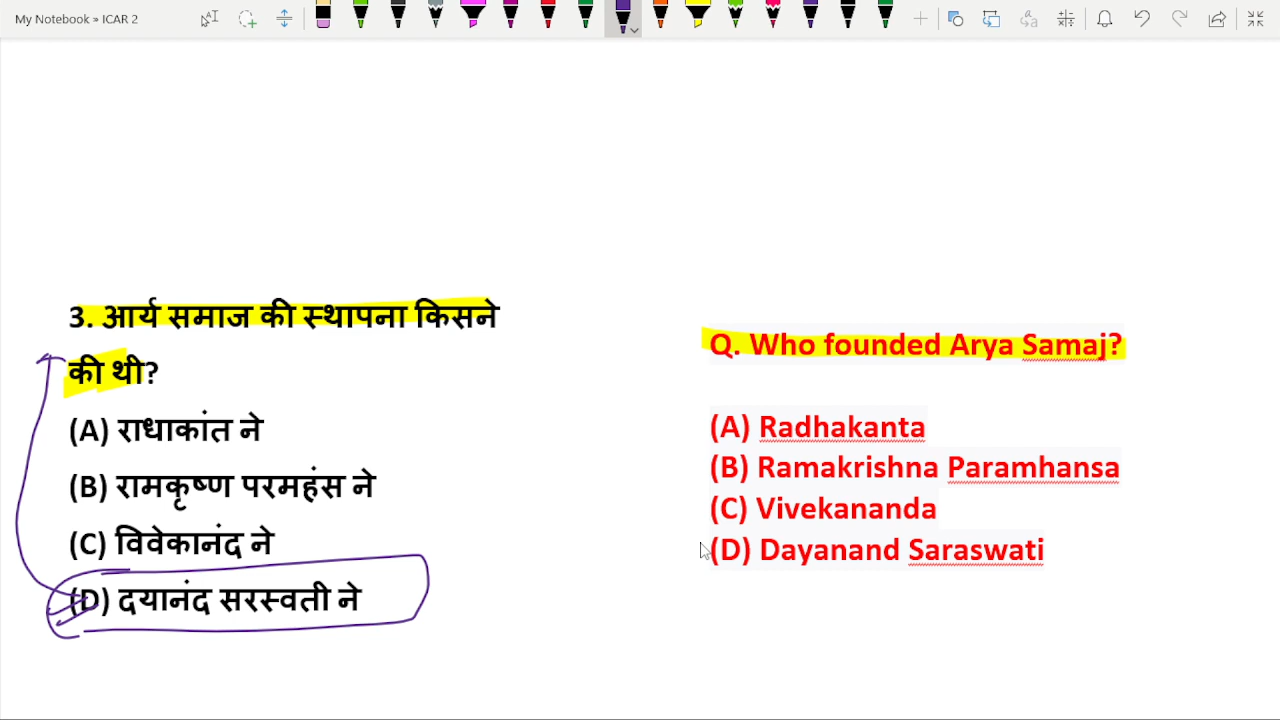 My Notebook » ICAR 2
3. आर्य समाज की स्थापना किसने
की थी?
(A) राधाकांत ने
(B) रामकृष्ण परमहंस ने
(C) विवेकानंद ने
(D) दयानंद सरस्वती ने
Q. Who founded Arya Samaj?
(A) Radhakanta
(B) Ramakrishna Paramhansa
(C) Vivekananda
(D) Dayanand Saraswati